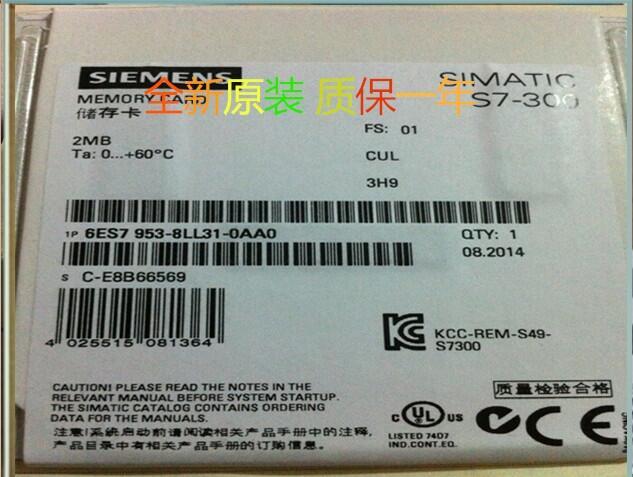 SIEMENS
SIMATIC
S7-300
全新原装 质保一年
MEMORY CARD
储存卡
2MB
Ta: 0...+60°C
FS: 01
CUL
3H9
1P 6ES7 953-8LL31-0AA0
QTY: 1
08.2014
S C-E8B66569
4 025515 081364
KCC-REM-S49-
S7300
CAUTION! PLEASE READ THE NOTES IN THE
RELEVANT MANUAL BEFORE SYSTEM STARTUP.
THE SIMATIC CATALOG CONTAINS ORDERING
DATA FOR THE MANUALS.
注意!系统启动前请阅读相关产品手册中的注释,
产品目录中有相关产品手册的订购信息。
质量检验合格
C UL US
LISTED 74D7
IND.CONT.EQ.
CE